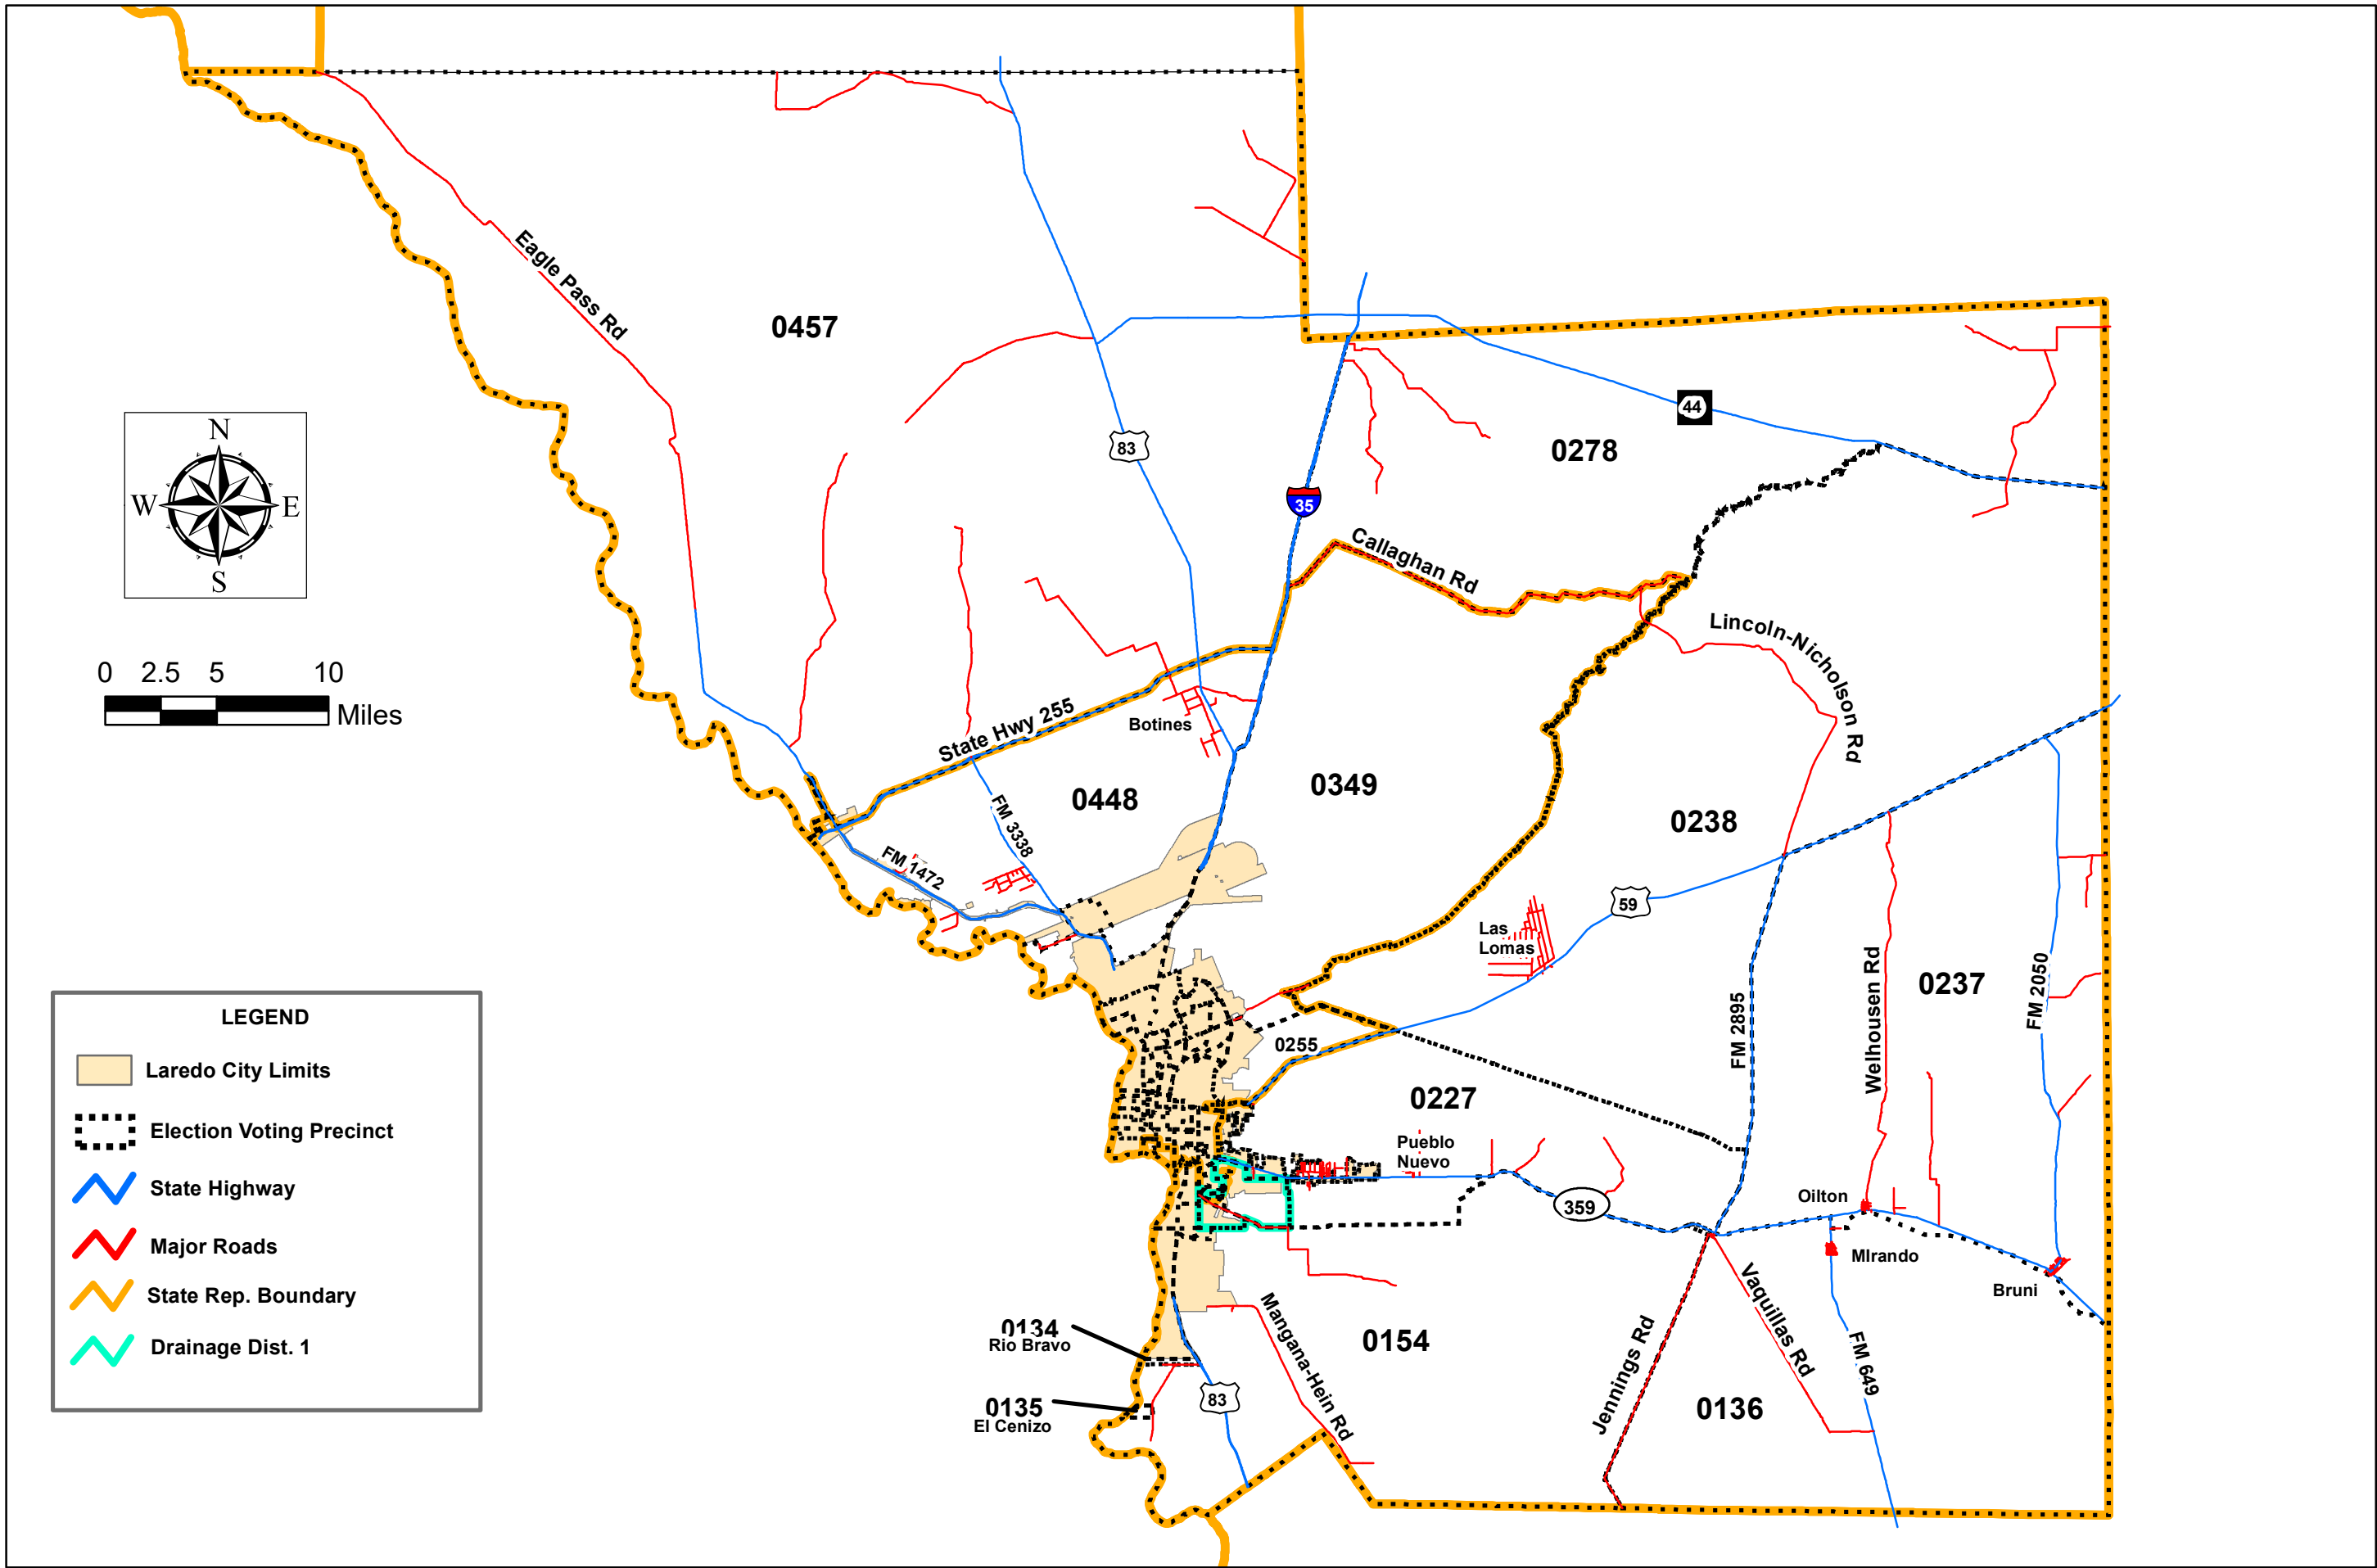 Eagle Pass Rd
0457
N
W
E
S
83
44
0278
35
Callaghan Rd
Lincoln-Nicholson Rd
0 2.5 5 10
Miles
State Hwy 255
Botines
0448
0349
FM 3338
FM 1472
0238
59
Las
Lomas
Welhousen Rd
0237
FM 2050
FM 2895
0255
0227
Pueblo
Nuevo
359
Oilton
MIrando
Bruni
LEGEND
Laredo City Limits
Election Voting Precinct
State Highway
Major Roads
State Rep. Boundary
Drainage Dist. 1
0134
Rio Bravo
0135
El Cenizo
83
Mangana-Hein Rd
0154
Jennings Rd
Vaquillas Rd
FM 649
0136